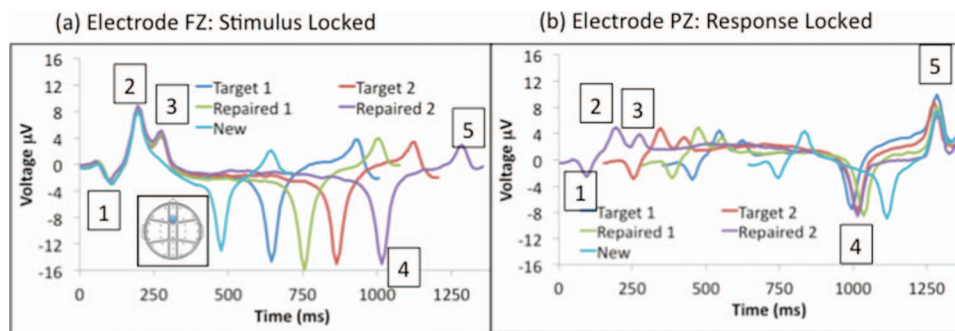 (a) Electrode FZ: Stimulus Locked
16
12
8
4
0
-4
-8
-12
-16
Voltage µV
2
3
1
5
4
Target 1
Target 2
Repaired 1
Repaired 2
New
0
250
500
750
1000
1250
Time (ms)
(b) Electrode PZ: Response Locked
16
12
8
4
0
-4
-8
-12
-16
Voltage µV
2
3
1
5
4
Target 1
Target 2
Repaired 1
Repaired 2
New
0
250
500
750
1000
1250
Time (ms)